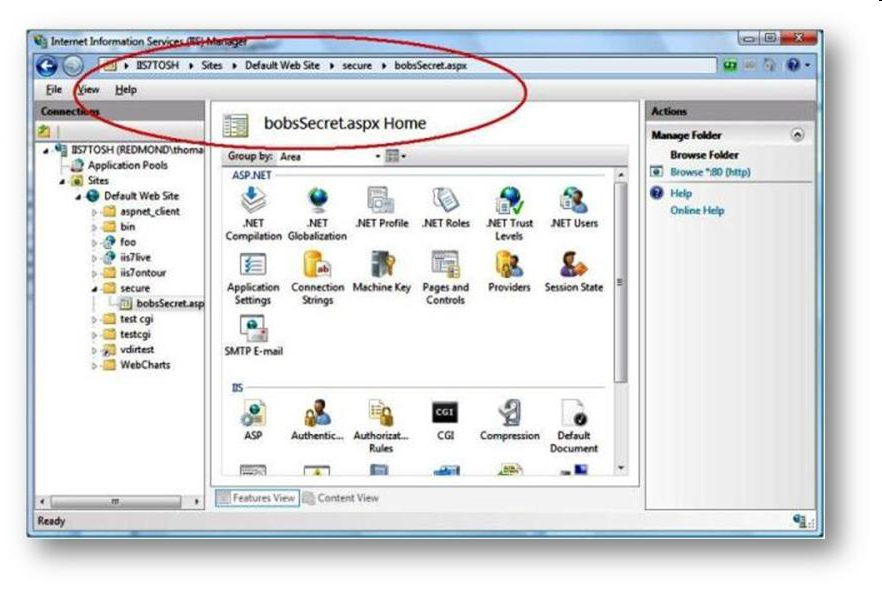 Internet Information Services (IIS) Manager
IIS7TOSH Sites Default Web Site secure bobsSecret.aspx
File View Help
Connections
IIS7TOSH (REDMOND\thoma
Application Pools
Sites
Default Web Site
aspnet_client
bin
foo
iis7live
iis7ontour
secure
bobsSecret.asp
test cgi
testcgi
vdirtest
WebCharts
bobsSecret.aspx Home
Group by: Area
ASP.NET
.NET Compilation
.NET Globalization
.NET Profile
.NET Roles
.NET Trust Levels
.NET Users
Application Settings
Connection Strings
Machine Key
Pages and Controls
Providers
Session State
SMTP E-mail
IIS
ASP
Authentic...
Authorizat... Rules
CGI
CGI
Compression
Default Document
Features View
Content View
Actions
Manage Folder
Browse Folder
Browse *:80 (http)
Help
Online Help
Ready